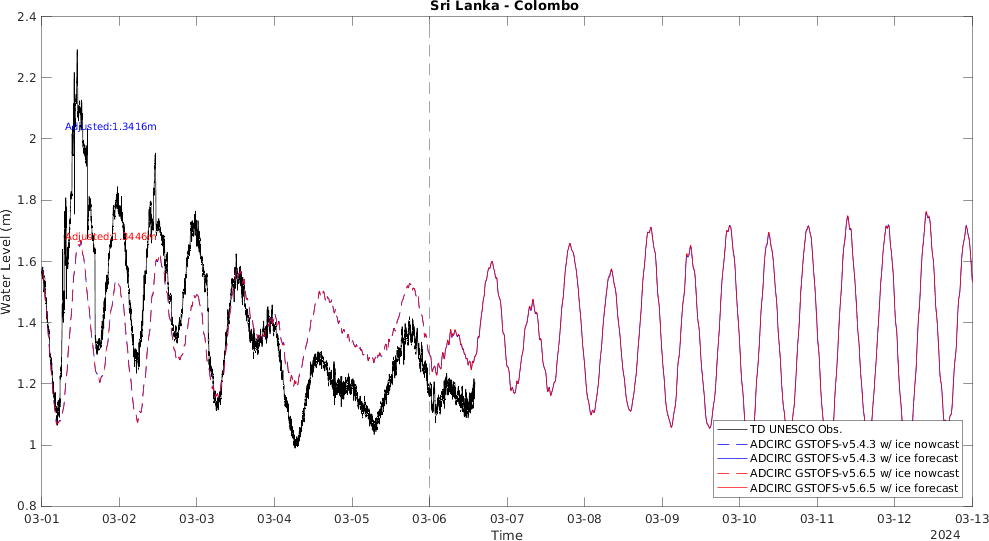 Sri Lanka - Colombo
2.4
2.2
2
1.8
1.6
1.4
1.2
1
0.8
Water Level (m)
Adjusted:1.3416m
Adjusted:1.3446m
TD UNESCO Obs.
ADCIRC GSTOFS-v5.4.3 w/ ice nowcast
ADCIRC GSTOFS-v5.4.3 w/ ice forecast
ADCIRC GSTOFS-v5.6.5 w/ ice nowcast
ADCIRC GSTOFS-v5.6.5 w/ ice forecast
03-01 03-02 03-03 03-04 03-05 03-06 03-07 03-08 03-09 03-10 03-11 03-12 03-13
Time
2024